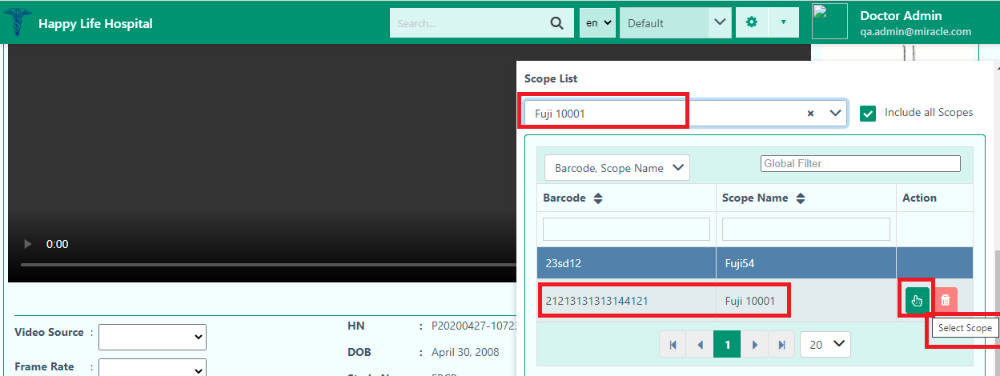 Happy Life Hospital
Search...
en
Default
Doctor Admin
qa.admin@miracle.com
Scope List
Fuji 10001
Include all Scopes
Barcode, Scope Name
Global Filter
Barcode Scope Name Action
23sd12 Fuji54
21213131313144121 Fuji 10001
Select Scope
1
20
0:00
Video Source :
Frame Rate :
HN : P20200427-10723
DOB : April 30, 2008